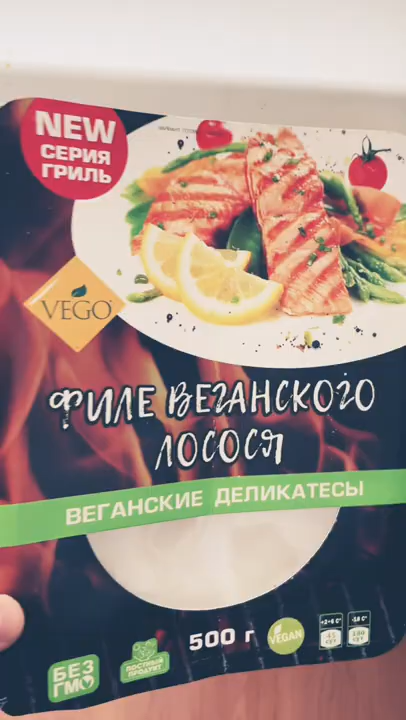 NEW
СЕРИЯ
ГРИЛЬ
VEGO
ФИЛЕ ВЕГАНСКОГО
ЛОСОСЯ
ВЕГАНСКИЕ ДЕЛИКАТЕСЫ
500 г
VEGAN
БЕЗ
ГМО
ПОСТНЫЙ
ПРОДУКТ